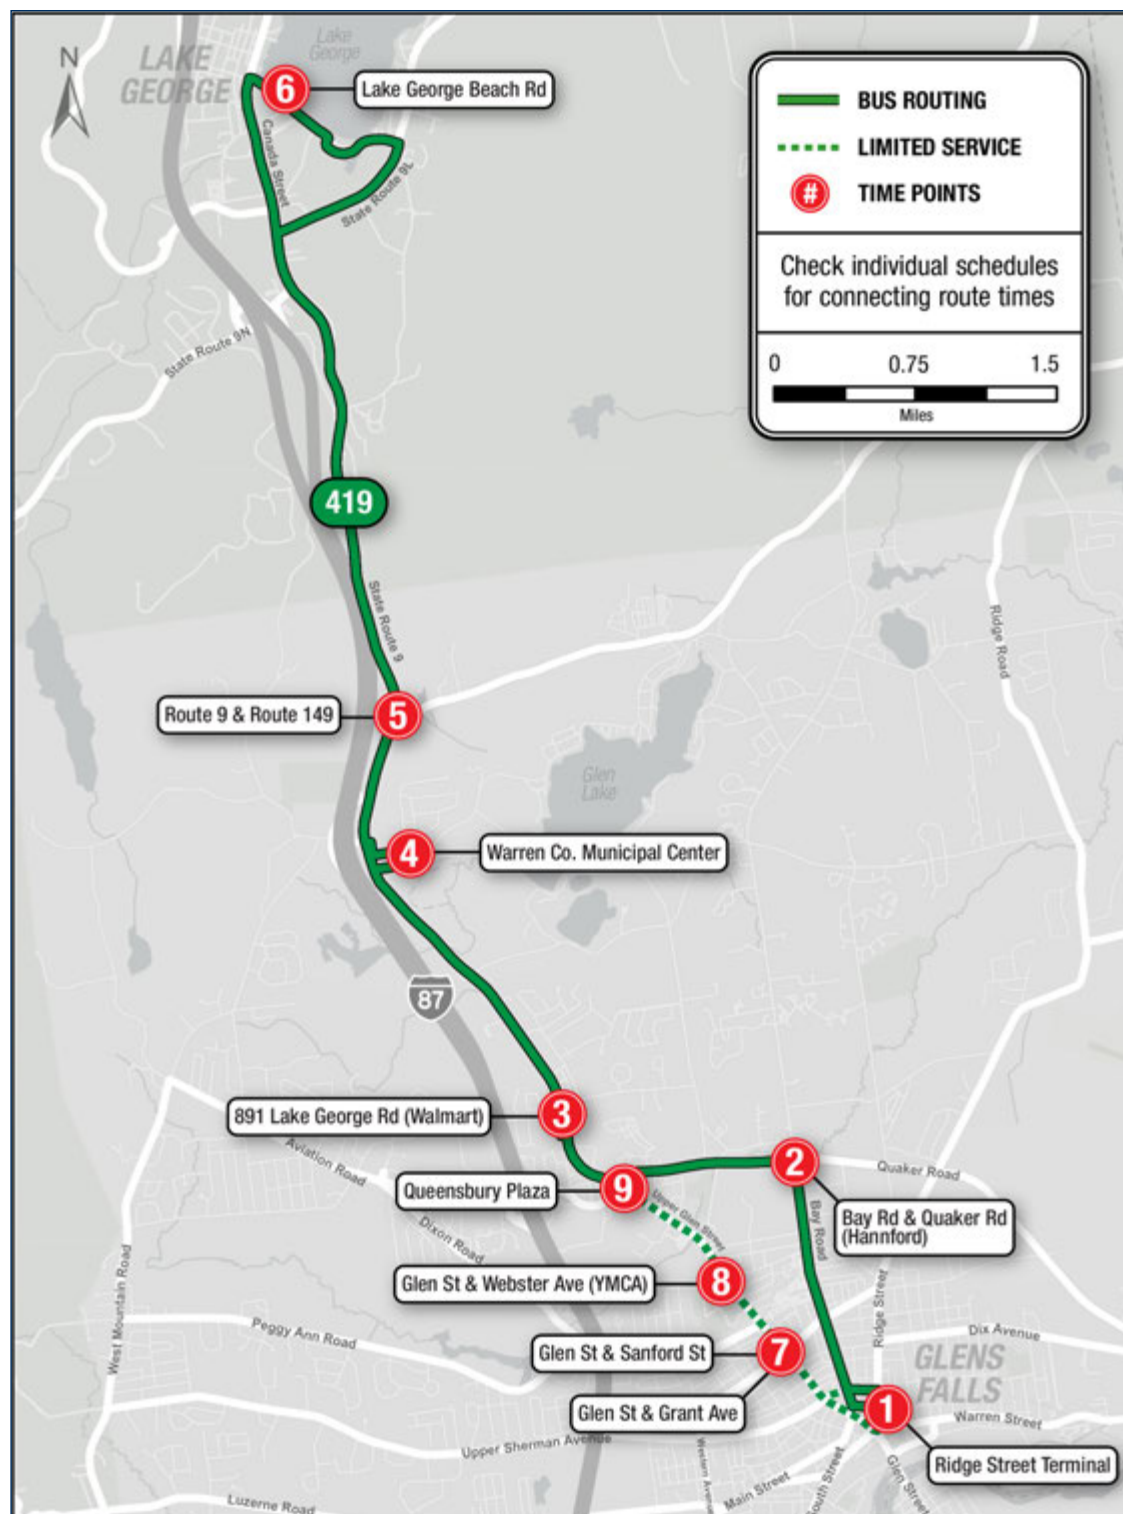 N
LAKE
GEORGE
Lake
George
6
Lake George Beach Rd
Canada Street
State Route 9L
State Route 9N
BUS ROUTING
LIMITED SERVICE
#
TIME POINTS
Check individual schedules
for connecting route times
0 0.75 1.5
Miles
419
State Route 9
Ridge Road
Route 9 & Route 149
5
Glen
Lake
4
Warren Co. Municipal Center
87
891 Lake George Rd (Walmart)
3
Aviation Road
Queensbury Plaza
9
Upper Glen Street
2
Quaker Road
Bay Road
Bay Rd & Quaker Rd
(Hannford)
Dixon Road
West Mountain Road
Glen St & Webster Ave (YMCA)
8
Ridge Street
Peggy Ann Road
Glen St & Sanford St
7
Dix Avenue
GLENS
FALLS
Glen St & Grant Ave
1
Warren Street
Upper Sherman Avenue
Western Avenue
Main Street
South Street
Glen Street
Ridge Street Terminal
Luzerne Road